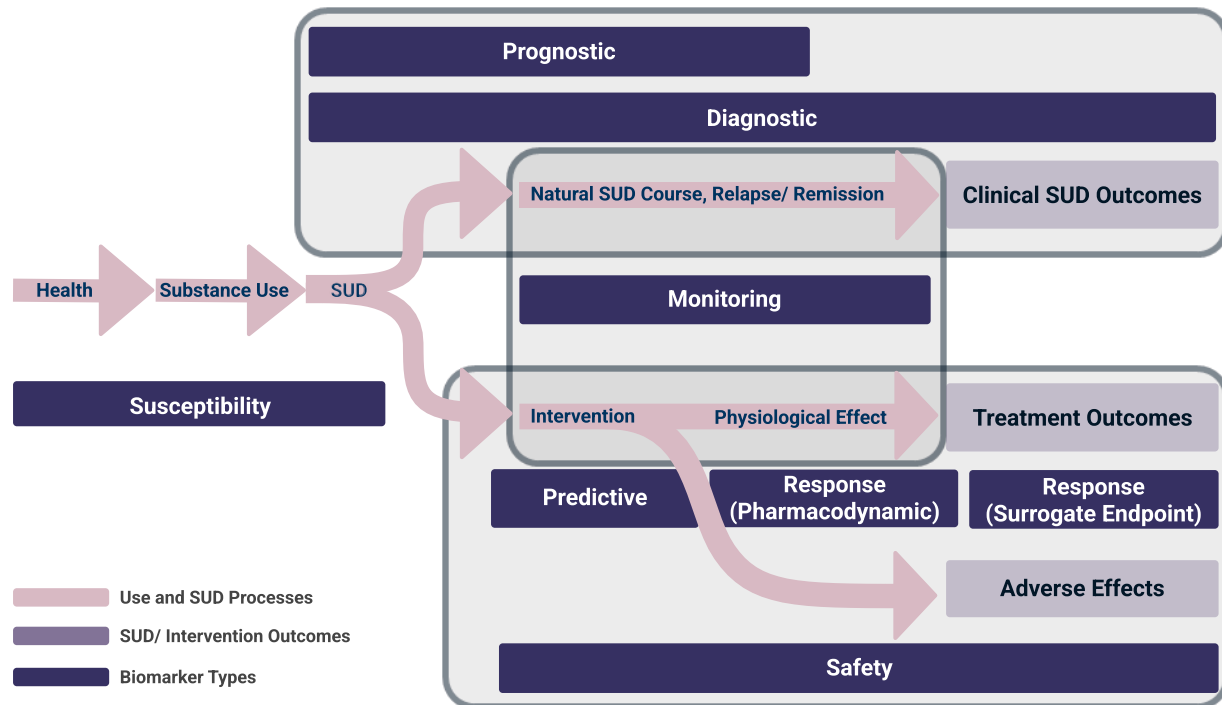 Prognostic
Diagnostic
Natural SUD Course, Relapse/ Remission
Clinical SUD Outcomes
Health
Substance Use
SUD
Monitoring
Susceptibility
Intervention
Physiological Effect
Treatment Outcomes
Predictive
Response
(Pharmacodynamic)
Response
(Surrogate Endpoint)
Adverse Effects
Safety
Use and SUD Processes
SUD/ Intervention Outcomes
Biomarker Types